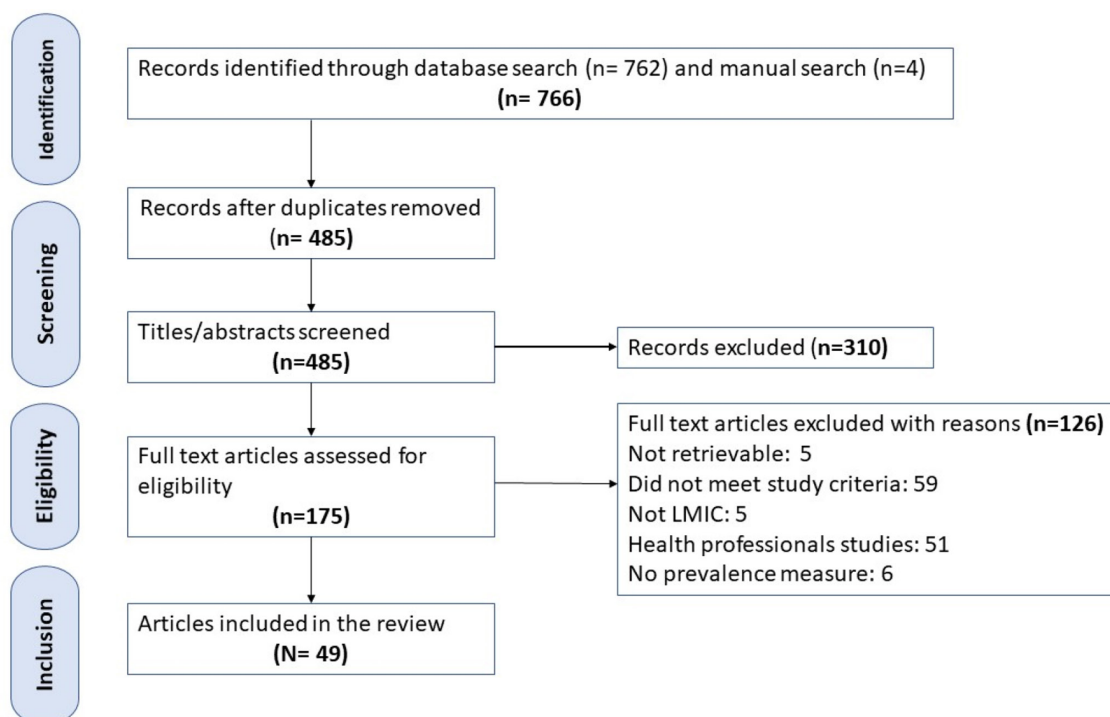 Identification
Records identified through database search (n= 762) and manual search (n=4)
(n= 766)
Screening
Records after duplicates removed
(n= 485)
Titles/abstracts screened
(n=485)
Records excluded (n=310)
Eligibility
Full text articles assessed for
eligibility
(n=175)
Full text articles excluded with reasons (n=126)
Not retrievable: 5
Did not meet study criteria: 59
Not LMIC: 5
Health professionals studies: 51
No prevalence measure: 6
Inclusion
Articles included in the review
(N= 49)